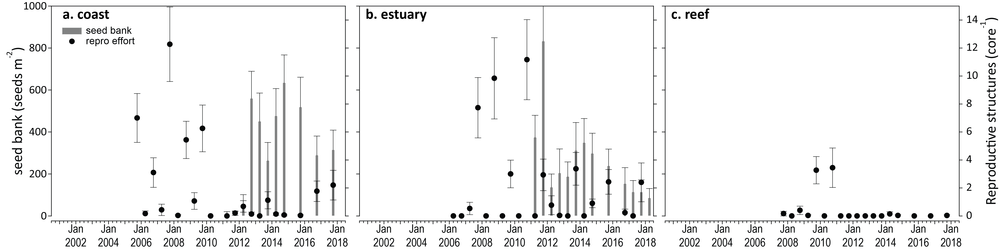 a. coast
seed bank
repro effort
b. estuary
c. reef
seed bank (seeds m-2)
1000
800
600
400
200
0
14
12
10
8
6
4
2
0
Reproductive structures (core-1)
Jan Jan Jan Jan Jan Jan Jan Jan Jan
2002 2004 2006 2008 2010 2012 2014 2016 2018
Jan Jan Jan Jan Jan Jan Jan Jan Jan
2002 2004 2006 2008 2010 2012 2014 2016 2018
Jan Jan Jan Jan Jan Jan Jan Jan Jan
2002 2004 2006 2008 2010 2012 2014 2016 2018